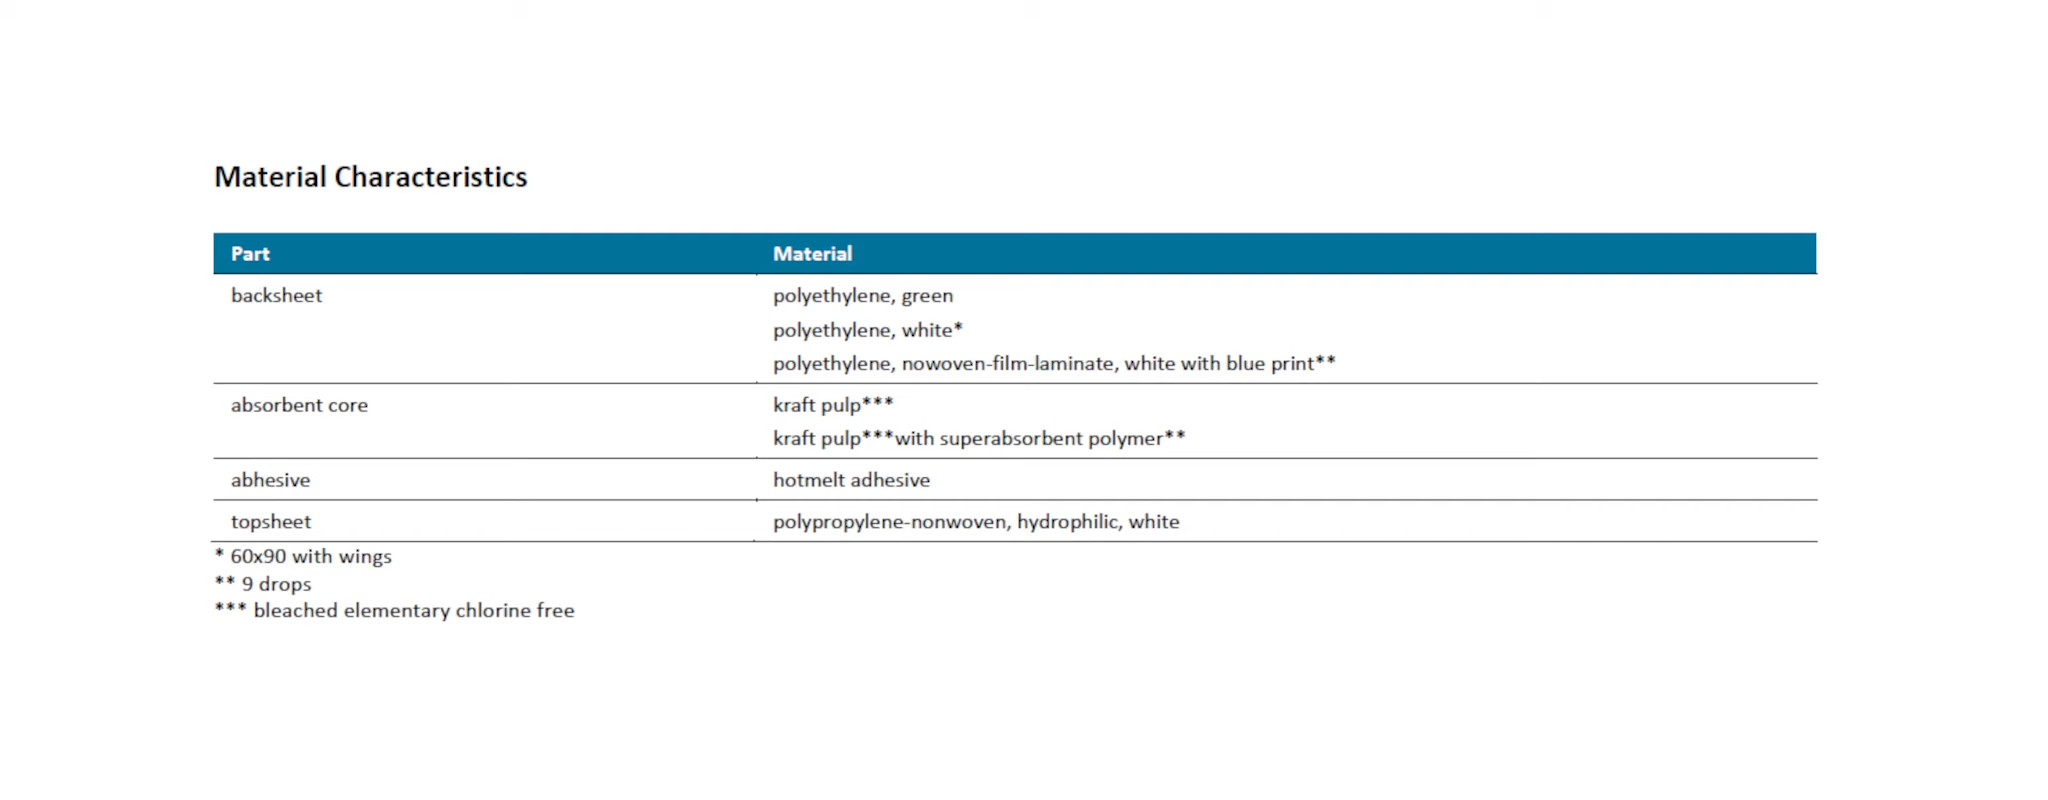 Material Characteristics
Part Material
backsheet polyethylene, green
polyethylene, white*
polyethylene, nowoven-film-laminate, white with blue print**
absorbent core kraft pulp***
kraft pulp***with superabsorbent polymer**
abhesive hotmelt adhesive
topsheet polypropylene-nonwoven, hydrophilic, white
* 60x90 with wings
** 9 drops
*** bleached elementary chlorine free